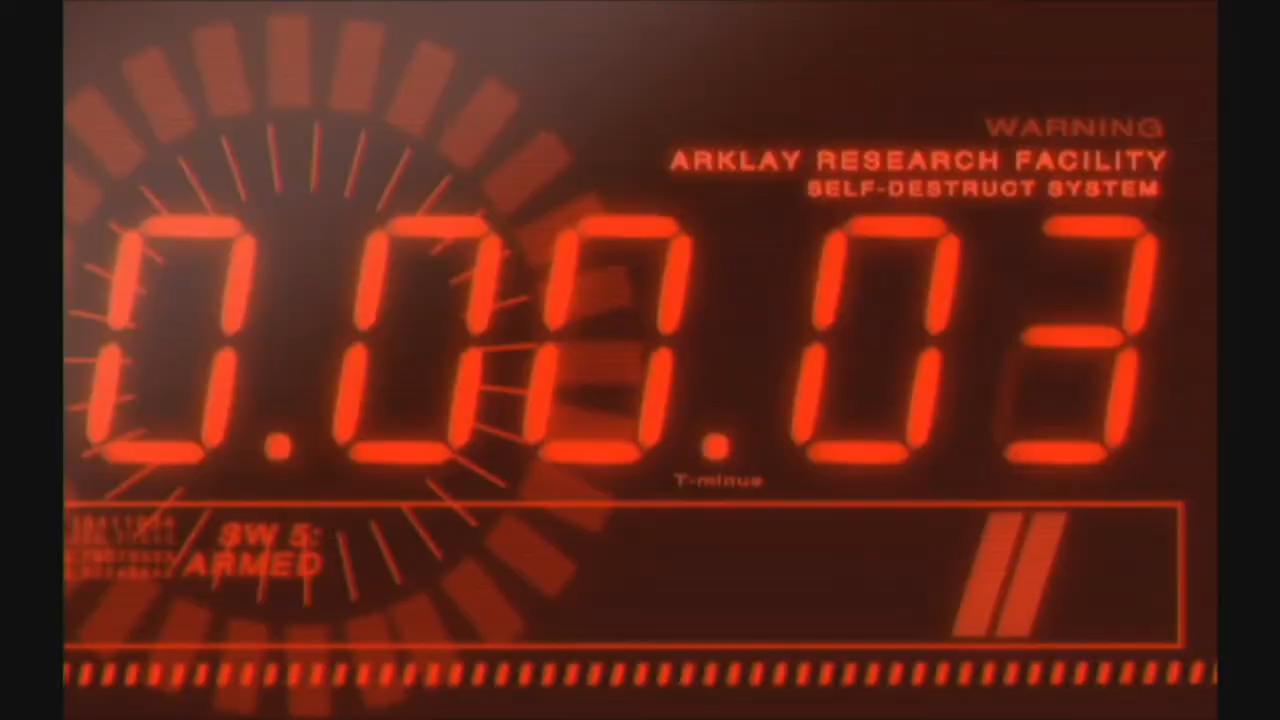 WARNING
ARKLAY RESEARCH FACILITY
SELF-DESTRUCT SYSTEM
0.00.03
T-minus
SW 5:
ARMED